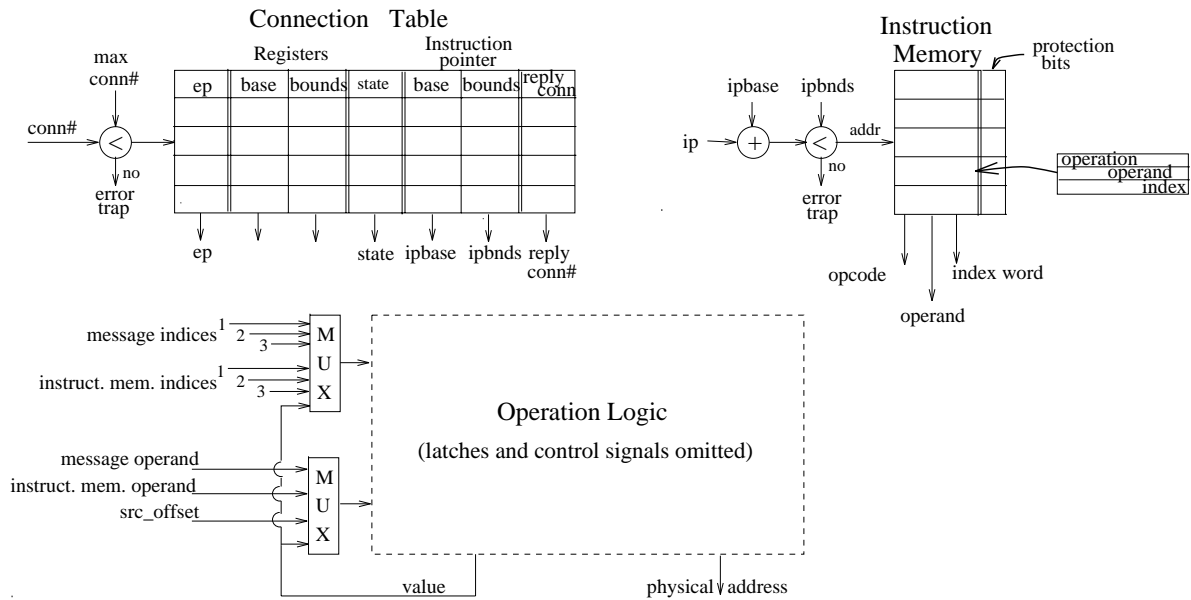 Connection Table
Registers
Instruction
pointer
max
conn#
ep
base
bounds
state
base
bounds
reply
conn
conn#
<
no
error
trap
ep
state
ipbase
ipbnds
reply
conn#
Instruction
Memory
protection
bits
ipbase
ipbnds
ip
+
<
addr
no
error
trap
operation
operand
index
opcode
operand
index word
message indices
1
2
3
instruct. mem. indices
1
2
3
M
U
X
Operation Logic
(latches and control signals omitted)
message operand
instruct. mem. operand
src_offset
M
U
X
value
physical address